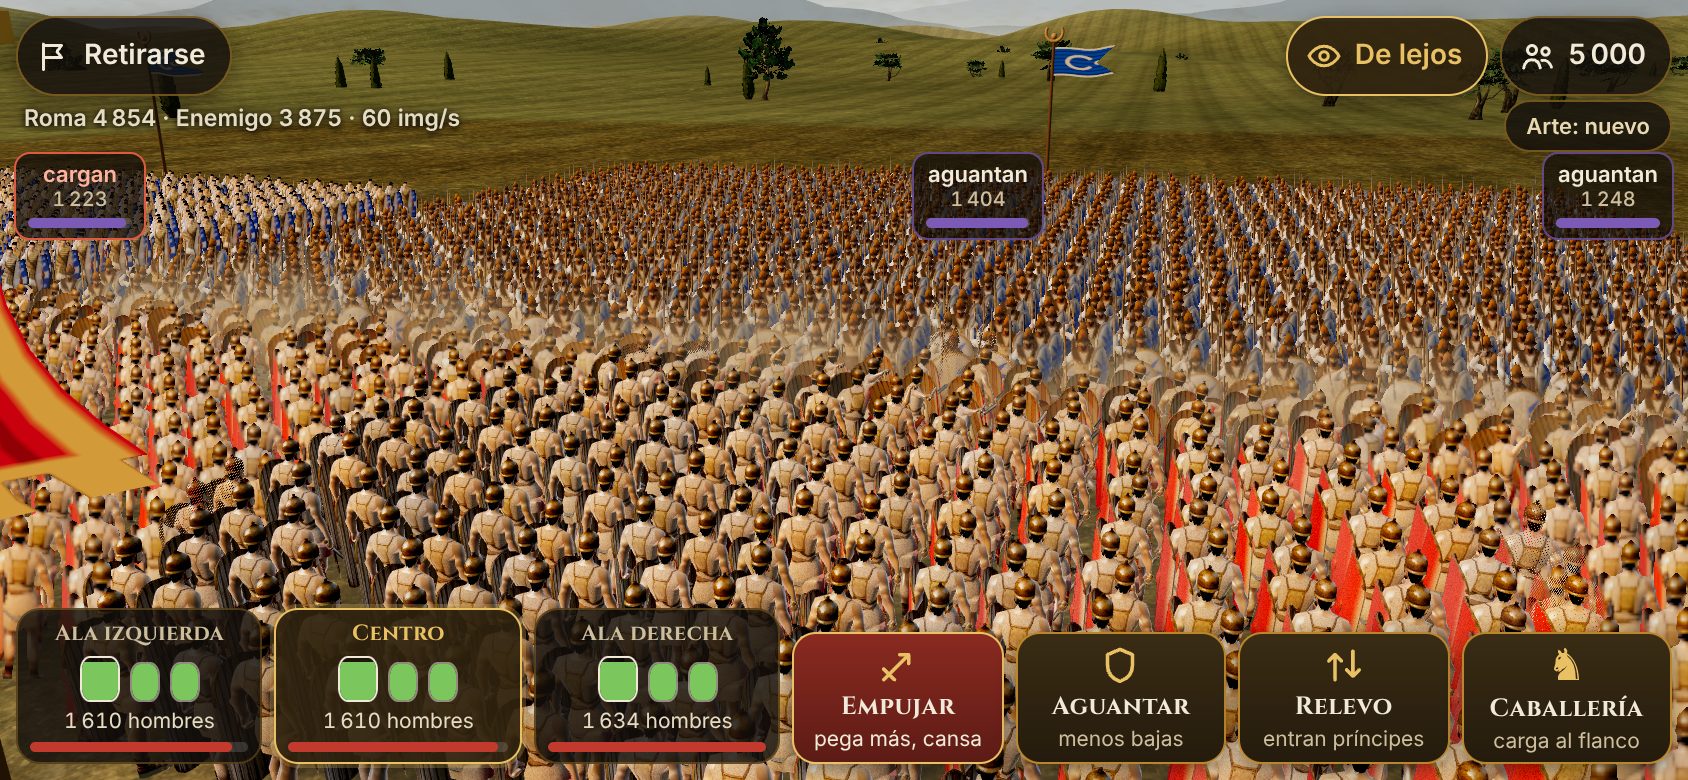 Retirarse
De lejos
5 000
Roma 4 854 · Enemigo 3 875 · 60 img/s
Arte: nuevo
cargan
1 223
aguantan
1 404
aguantan
1 248
Ala izquierda
1 610 hombres
Centro
1 610 hombres
Ala derecha
1 634 hombres
Empujar
pega más, cansa
Aguantar
menos bajas
Relevo
entran príncipes
Caballería
carga al flanco